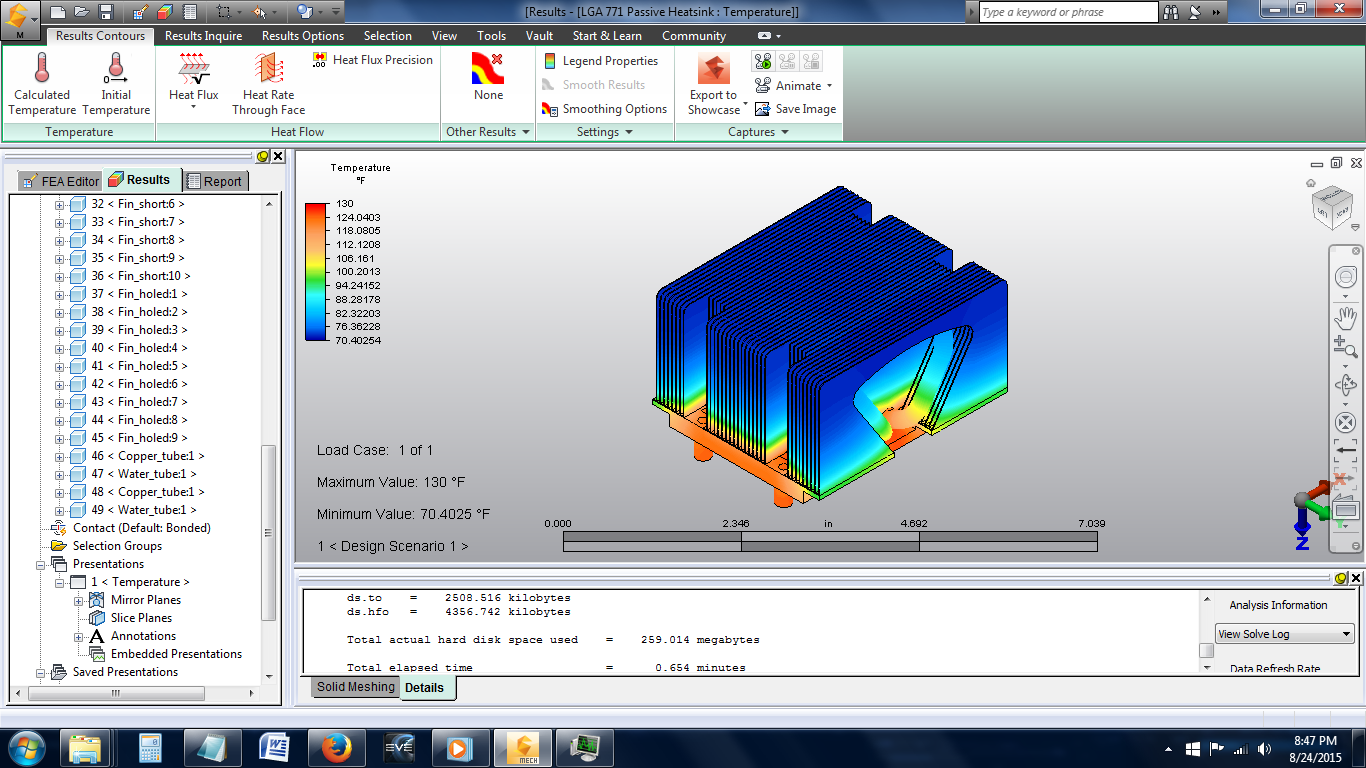 [Results - [LGA 771 Passive Heatsink : Temperature]]
Type a keyword or phrase
M
Results Contours
Results Inquire
Results Options
Selection
View
Tools
Vault
Start & Learn
Community
Calculated Temperature
Initial Temperature
Temperature
Heat Flux
Heat Rate Through Face
Heat Flux Precision
Heat Flow
None
Other Results
Legend Properties
Smooth Results
Smoothing Options
Settings
Export to Showcase
Animate
Save Image
Captures
FEA Editor
Results
Report
32 < Fin_short:6 >
33 < Fin_short:7 >
34 < Fin_short:8 >
35 < Fin_short:9 >
36 < Fin_short:10 >
37 < Fin_holed:1 >
38 < Fin_holed:2 >
39 < Fin_holed:3 >
40 < Fin_holed:4 >
41 < Fin_holed:5 >
42 < Fin_holed:6 >
43 < Fin_holed:7 >
44 < Fin_holed:8 >
45 < Fin_holed:9 >
46 < Copper_tube:1 >
47 < Water_tube:1 >
48 < Copper_tube:1 >
49 < Water_tube:1 >
Contact (Default: Bonded)
Selection Groups
Presentations
1 < Temperature >
Mirror Planes
Slice Planes
Annotations
Embedded Presentations
Saved Presentations
Temperature
°F
130
124.0403
118.0805
112.1208
106.161
100.2013
94.24152
88.28178
82.32203
76.36228
70.40254
Load Case: 1 of 1
Maximum Value: 130 °F
Minimum Value: 70.4025 °F
1 < Design Scenario 1 >
0.000
2.346
in
4.692
7.039
X
Z
ds.to = 2508.516 kilobytes
ds.hfo = 4356.742 kilobytes
Total actual hard disk space used = 259.014 megabytes
Total elapsed time = 0.654 minutes
Analysis Information
View Solve Log
Data Refresh Rate
Solid Meshing
Details
EVE
MECH
8:47 PM
8/24/2015